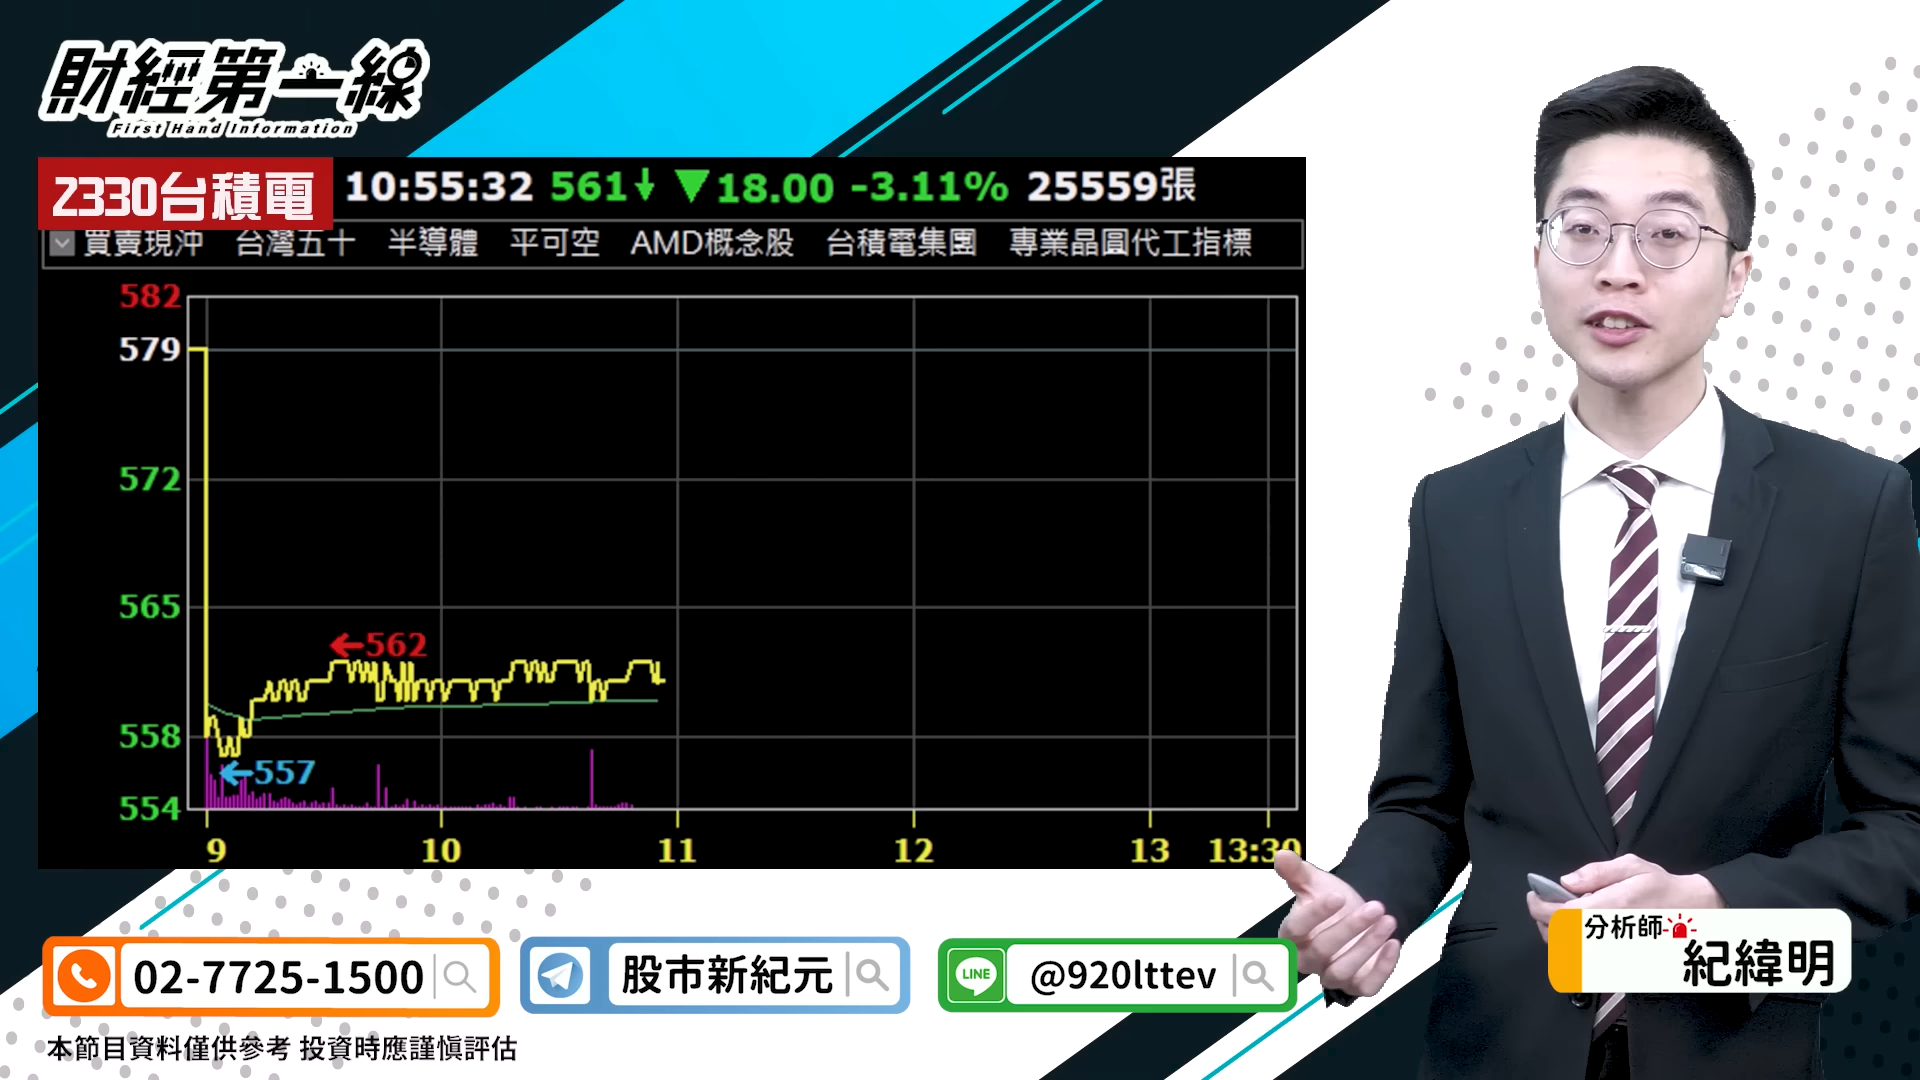 財經第一線
First Hand Information
2330台積電 10:55:32 561↓ ▼18.00 -3.11% 25559張
買賣現沖 台灣五十 半導體 平可空 AMD概念股 台積電集團 專業晶圓代工指標
582
579
572
565
←562
558
←557
554
9 10 11 12 13 13:30
分析師
紀緯明
02-7725-1500 股市新紀元 LINE @920lttev
本節目資料僅供參考 投資時應謹慎評估